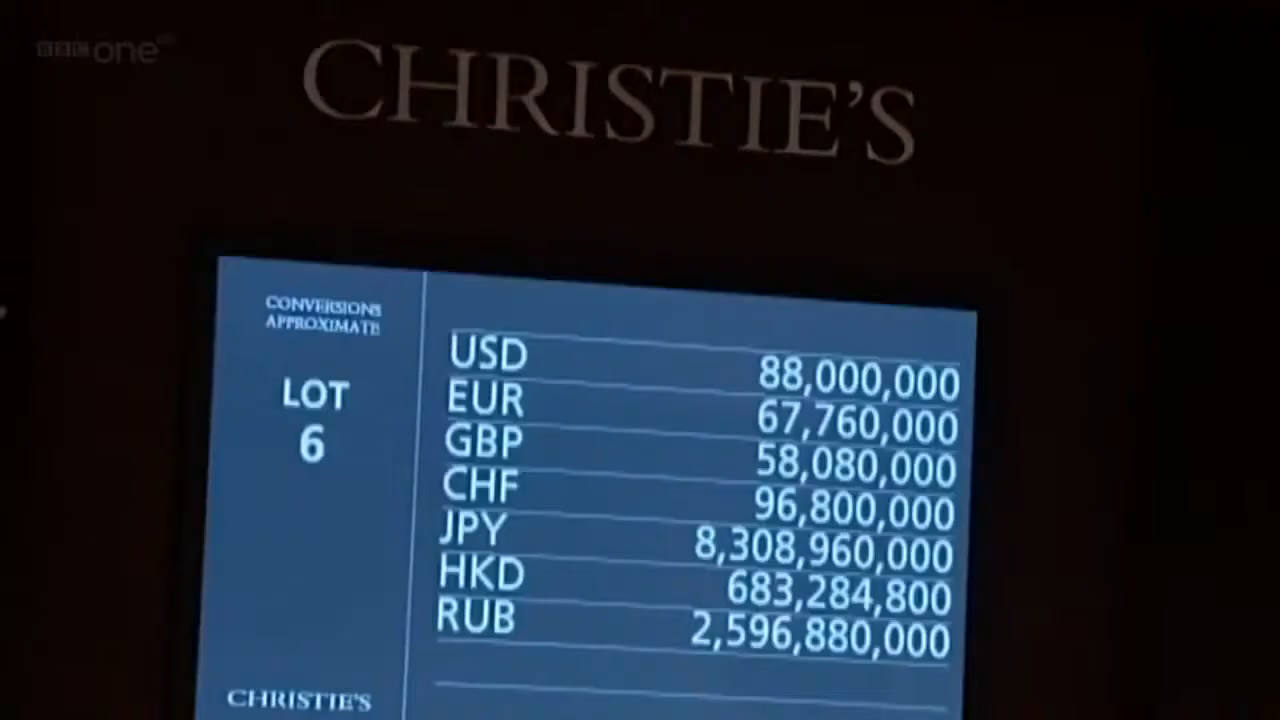 BBC one
CHRISTIE'S
CONVERSIONS
APPROXIMATE
LOT
6
USD 88,000,000
EUR 67,760,000
GBP 58,080,000
CHF 96,800,000
JPY 8,308,960,000
HKD 683,284,800
RUB 2,596,880,000
CHRISTIE'S